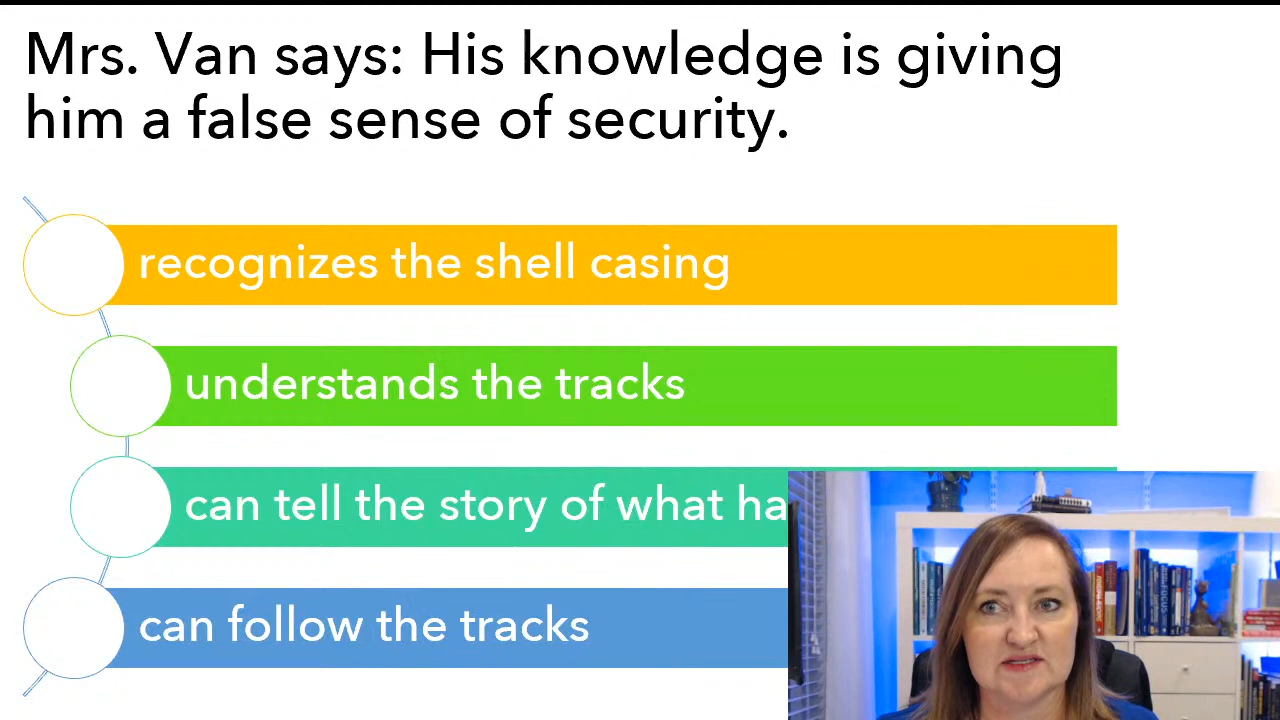 Mrs. Van says: His knowledge is giving
him a false sense of security.
recognizes the shell casing
understands the tracks
can tell the story of what
can follow the tracks